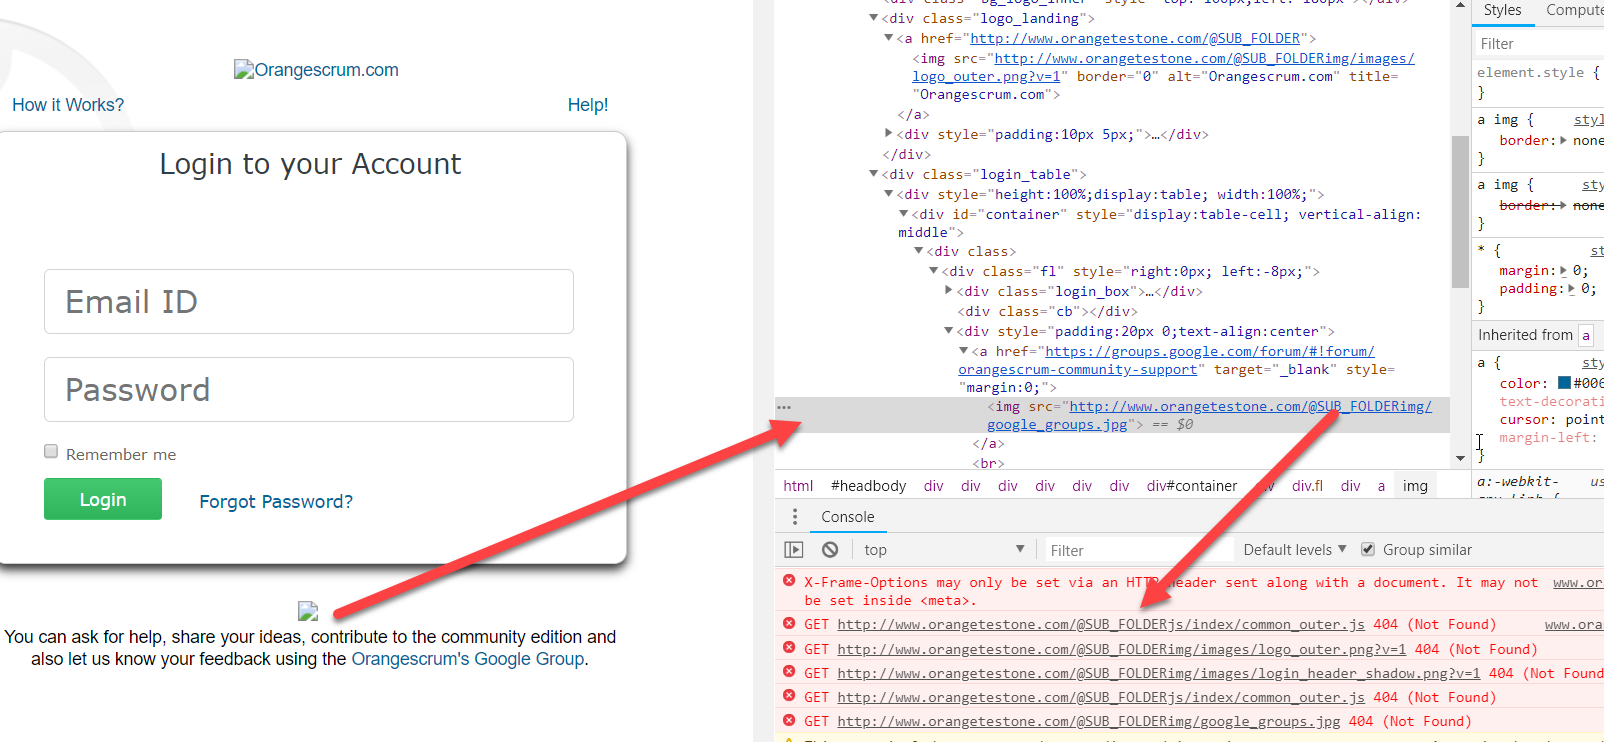 Orangescrum.com
How it Works?
Help!
Login to your Account
Email ID
Password
Remember me
Login
Forgot Password?
You can ask for help, share your ideas, contribute to the community edition and
also let us know your feedback using the Orangescrum's Google Group.
<div class="logo_landing">
<a href="http://www.orangetestone.com/@SUB_FOLDER">
<img src="http://www.orangetestone.com/@SUB_FOLDERimg/images/
logo_outer.png?v=1" border="0" alt="Orangescrum.com" title=
"Orangescrum.com">
</a>
<div style="padding:10px 5px;">…</div>
</div>
<div class="login_table">
<div style="height:100%;display:table; width:100%;">
<div id="container" style="display:table-cell; vertical-align:
middle">
<div class>
<div class="fl" style="right:0px; left:-8px;">
<div class="login_box">…</div>
<div class="cb"></div>
<div style="padding:20px 0;text-align:center">
<a href="https://groups.google.com/forum/#!forum/
orangescrum-community-support" target="_blank" style=
"margin:0;">
<img src="http://www.orangetestone.com/@SUB_FOLDERimg/
google_groups.jpg"> == $0
</a>
<br>
html #headbody div div div div div div div#container div div.fl div a img
Styles Compute
Filter
element.style {
}
a img { styl
border: none
}
a img { sty
border: none
}
* { st
margin: 0;
padding: 0;
}
Inherited from a
a { sty
color: #006
text-decorati
cursor: point
margin-left:
}
a:-webkit- us
Console
top
Filter
Default levels
Group similar
X-Frame-Options may only be set via an HTTP header sent along with a document. It may not www.or
be set inside <meta>.
GET http://www.orangetestone.com/@SUB_FOLDERjs/index/common_outer.js 404 (Not Found) www.ora
GET http://www.orangetestone.com/@SUB_FOLDERimg/images/logo_outer.png?v=1 404 (Not Found)
GET http://www.orangetestone.com/@SUB_FOLDERimg/images/login_header_shadow.png?v=1 404 (Not Found
GET http://www.orangetestone.com/@SUB_FOLDERjs/index/common_outer.js 404 (Not Found)
GET http://www.orangetestone.com/@SUB_FOLDERimg/google_groups.jpg 404 (Not Found)